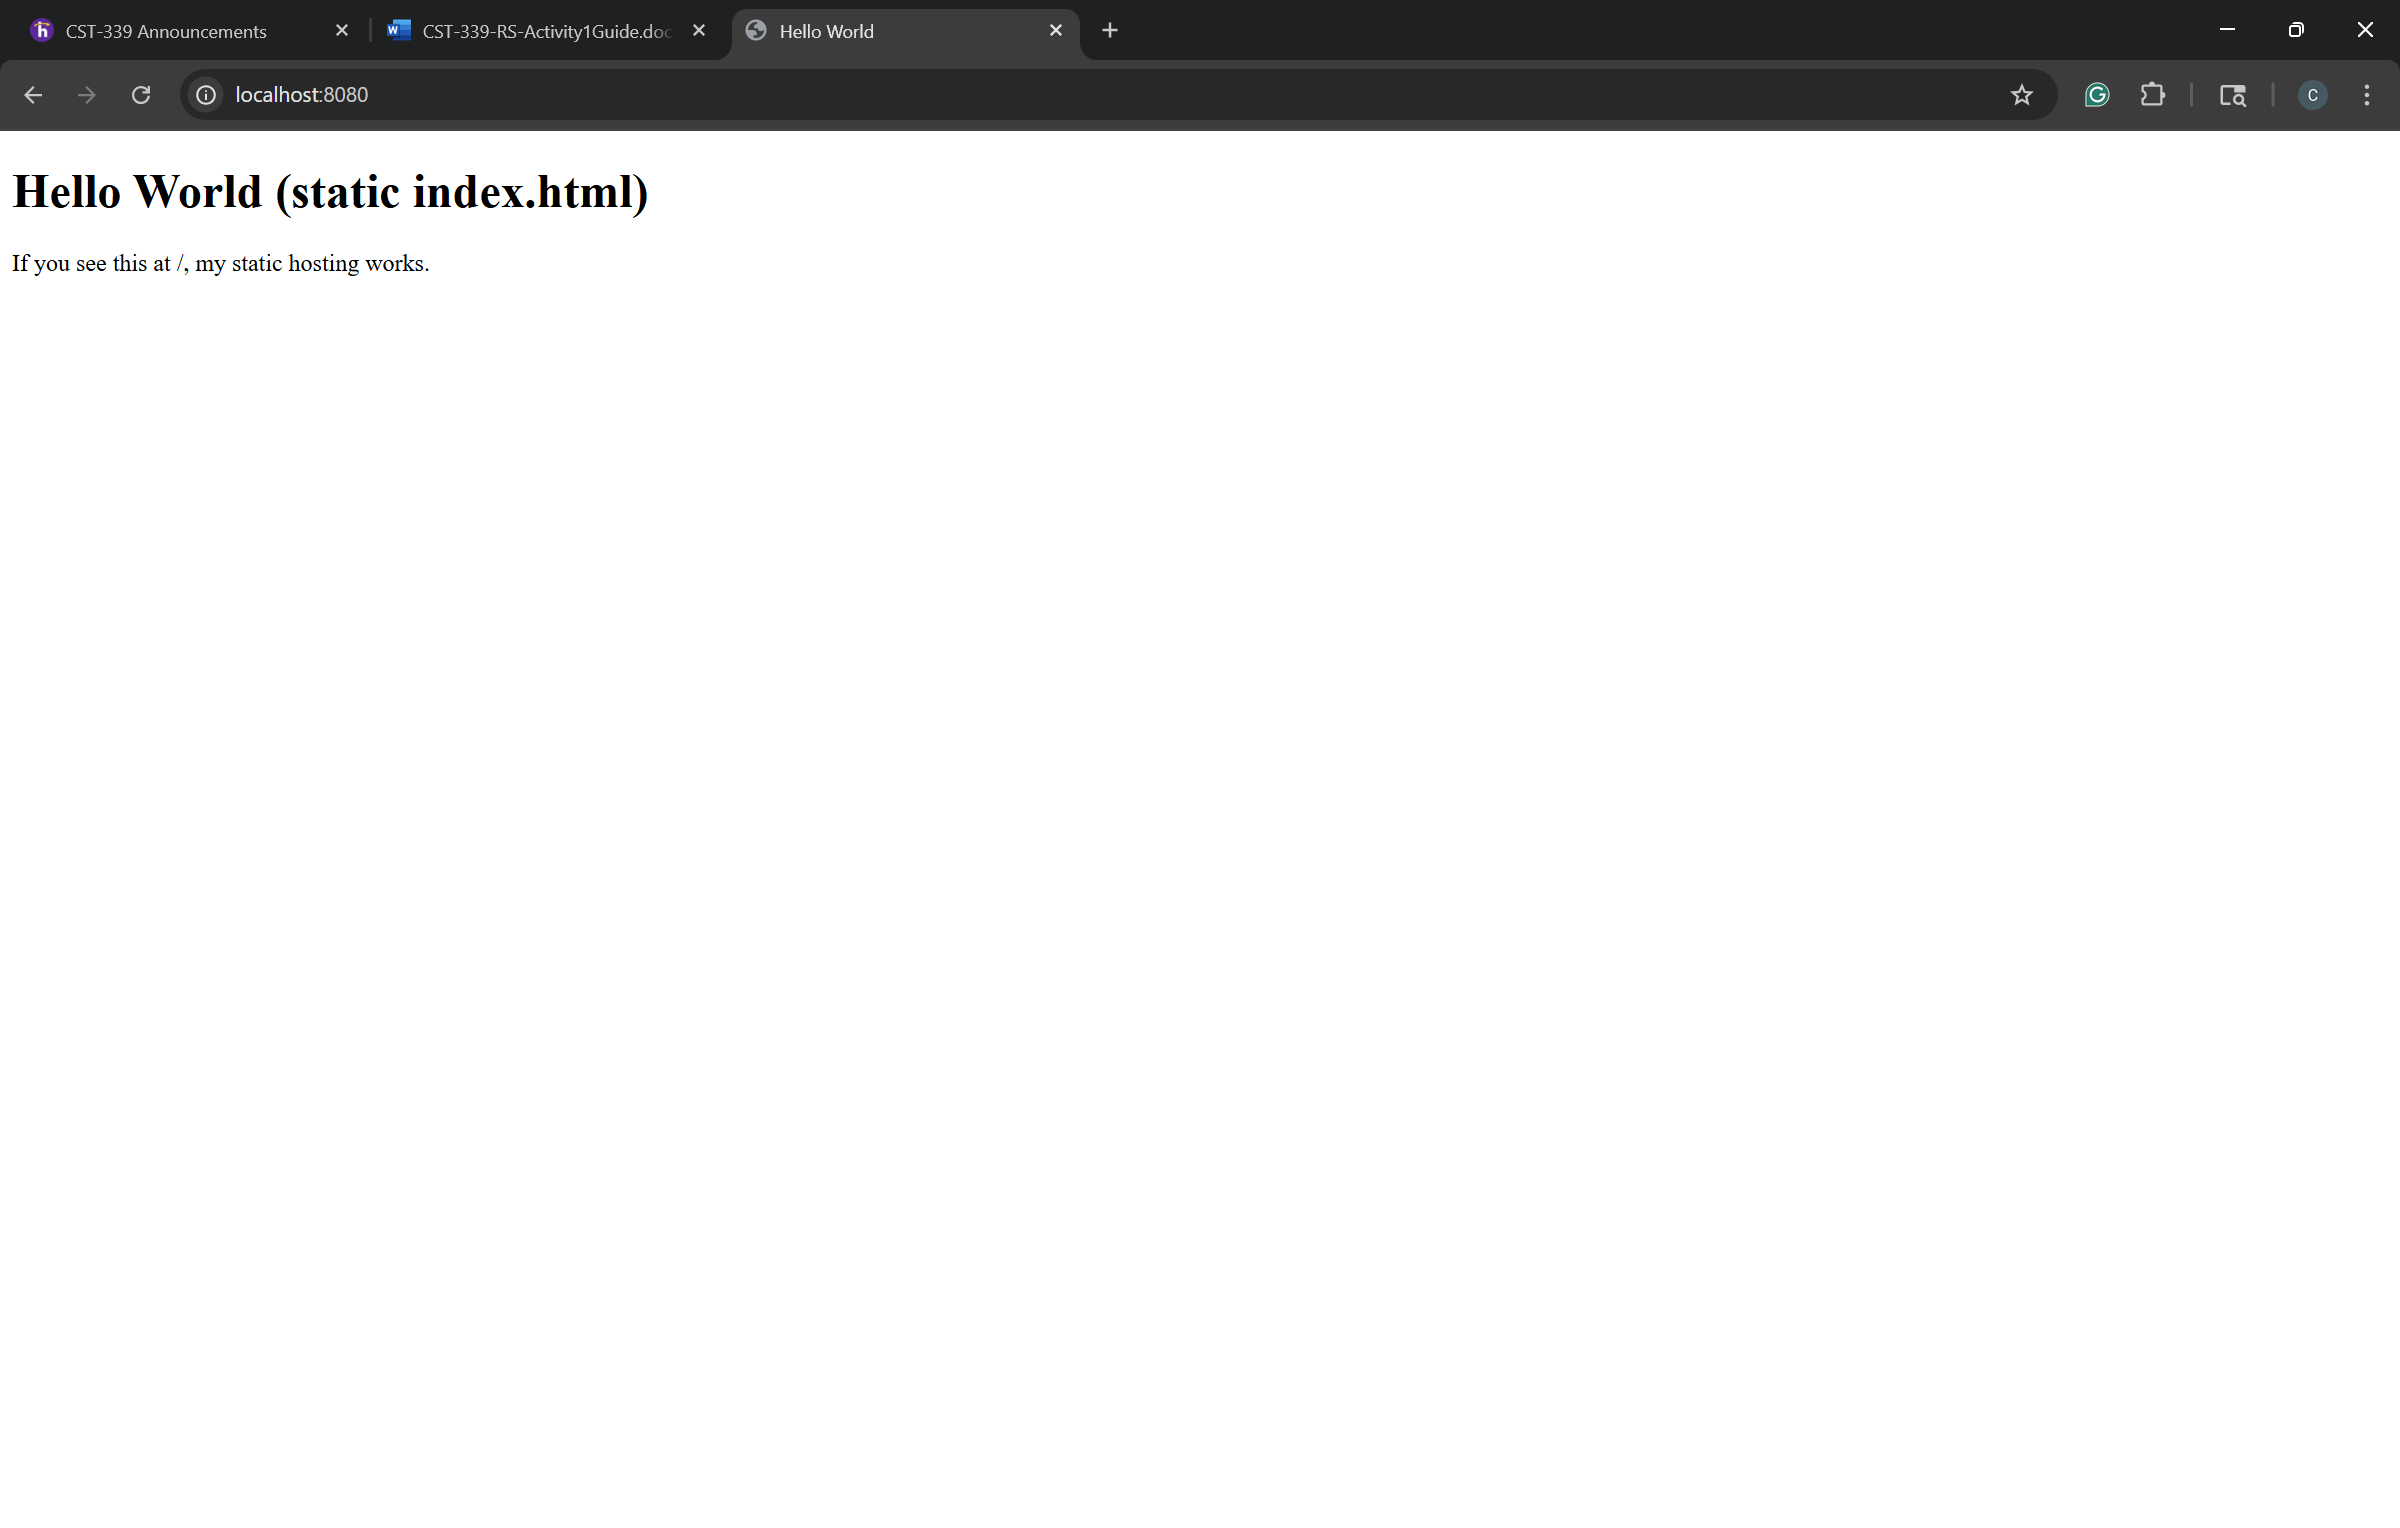 CST-339 Announcements
CST-339-RS-Activity1Guide.doc
Hello World
localhost:8080
C
Hello World (static index.html)
If you see this at /, my static hosting works.